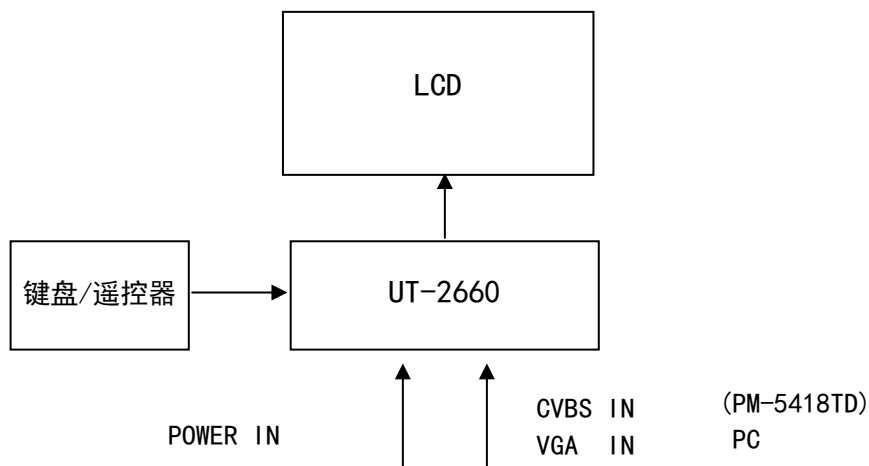 LCD
键盘/遥控器
UT-2660
POWER IN
CVBS IN (PM-5418TD)
VGA IN PC